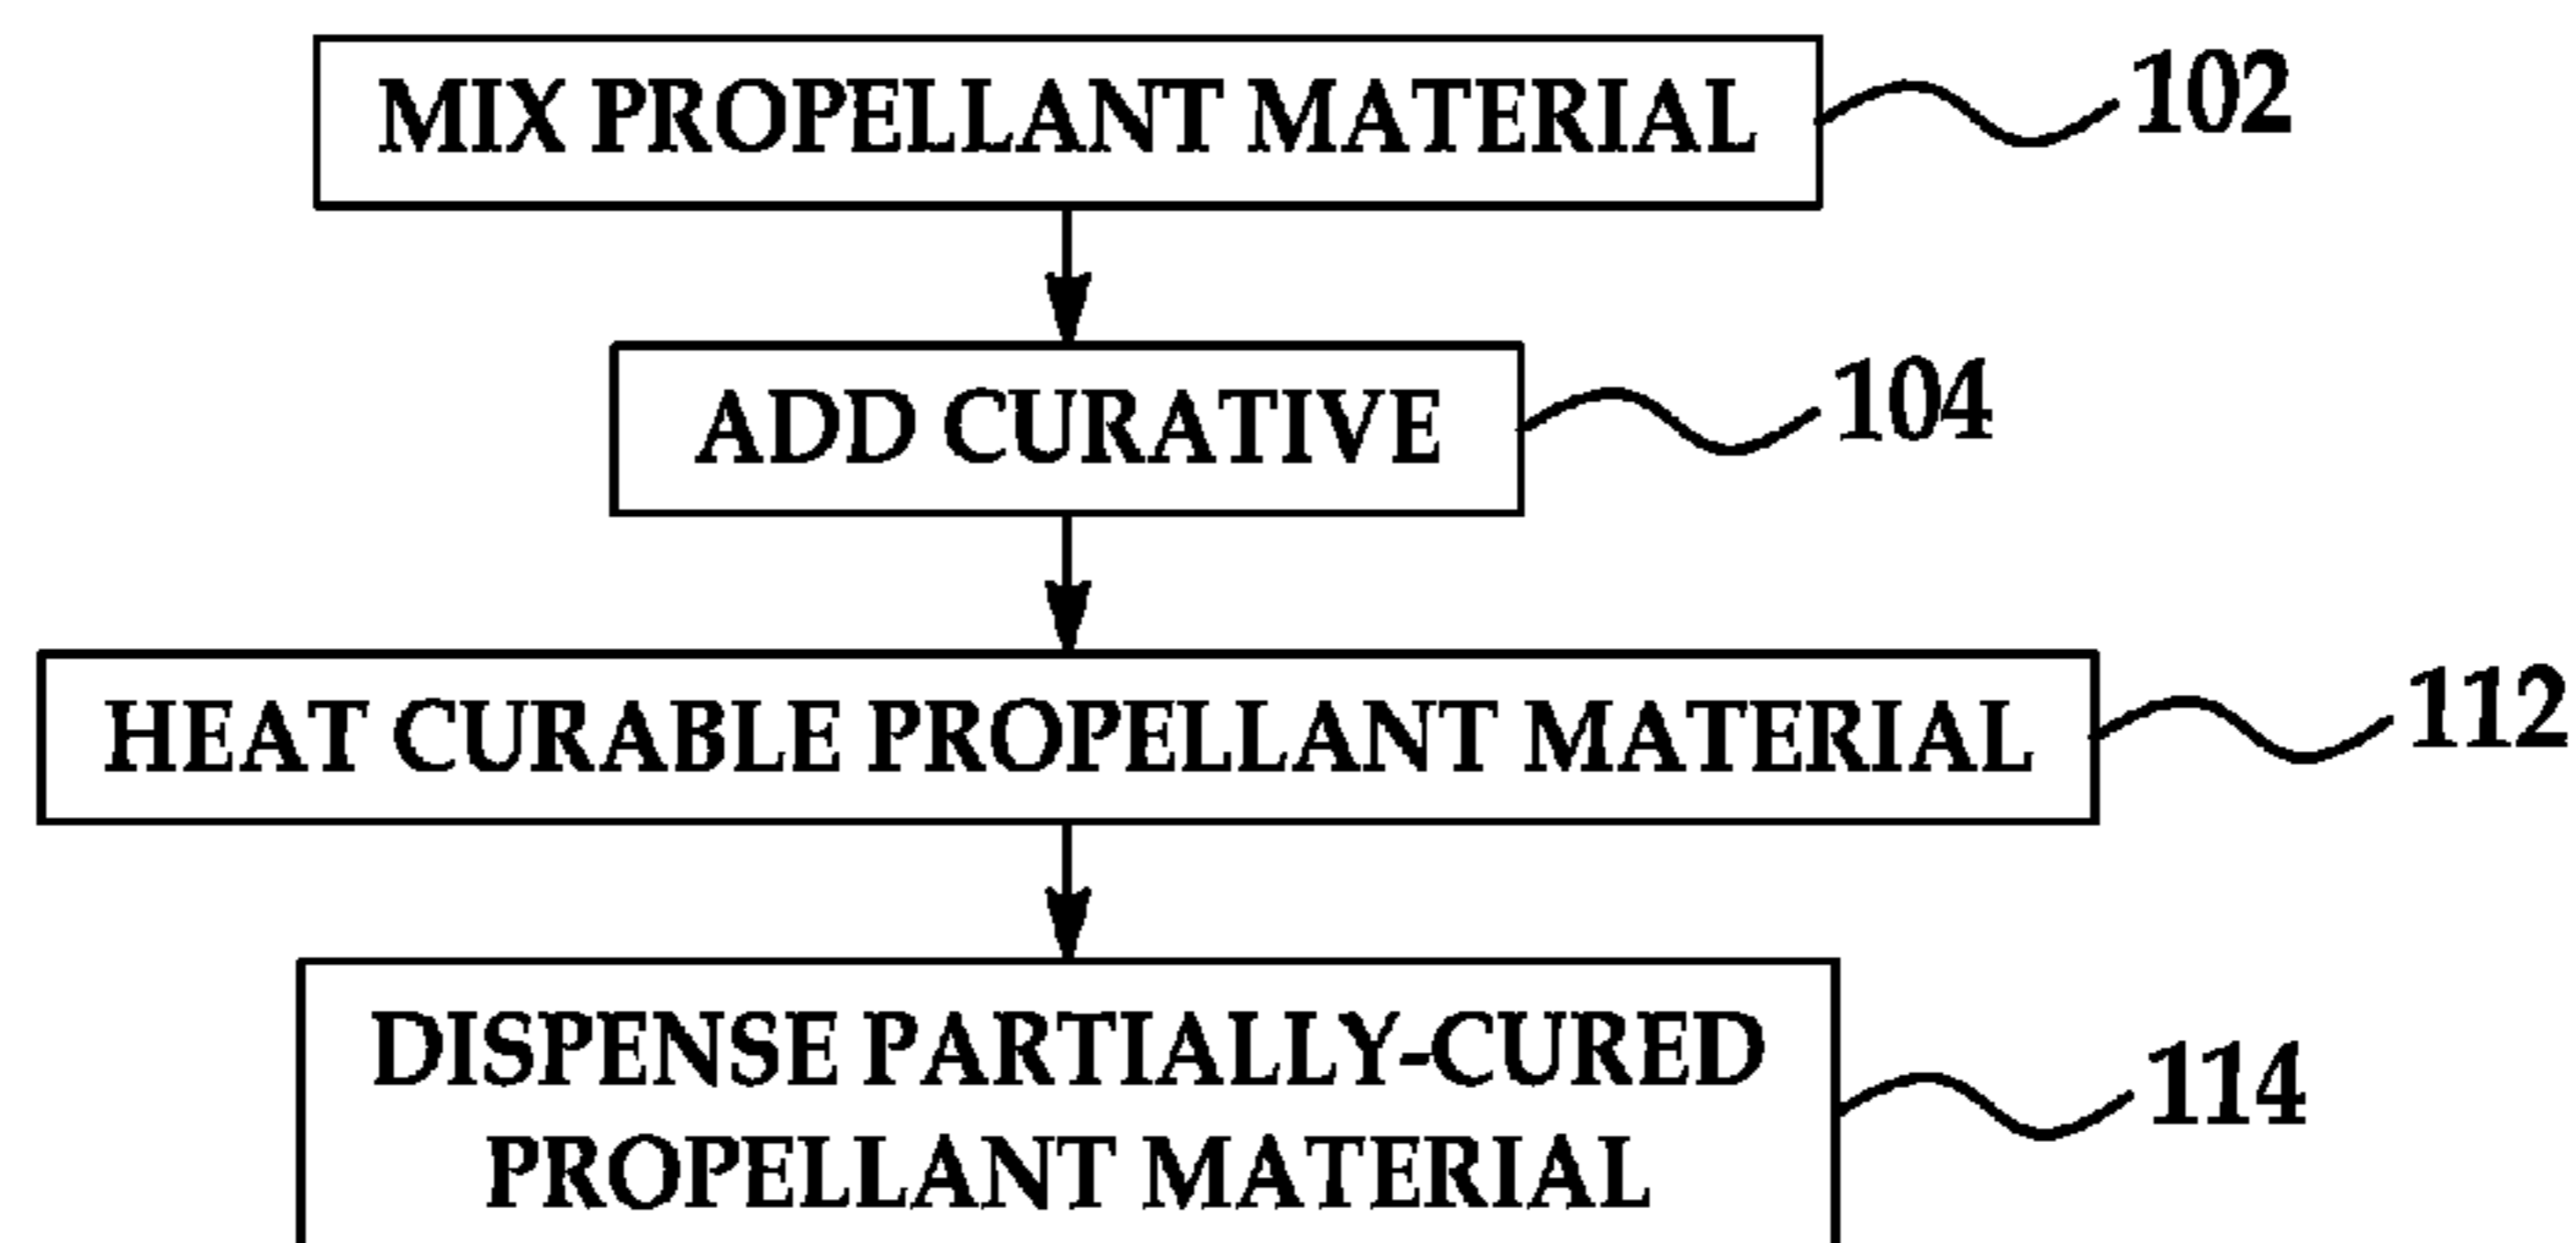 MIX PROPELLANT MATERIAL 102
ADD CURATIVE 104
HEAT CURABLE PROPELLANT MATERIAL 112
DISPENSE PARTIALLY-CURED
PROPELLANT MATERIAL
114